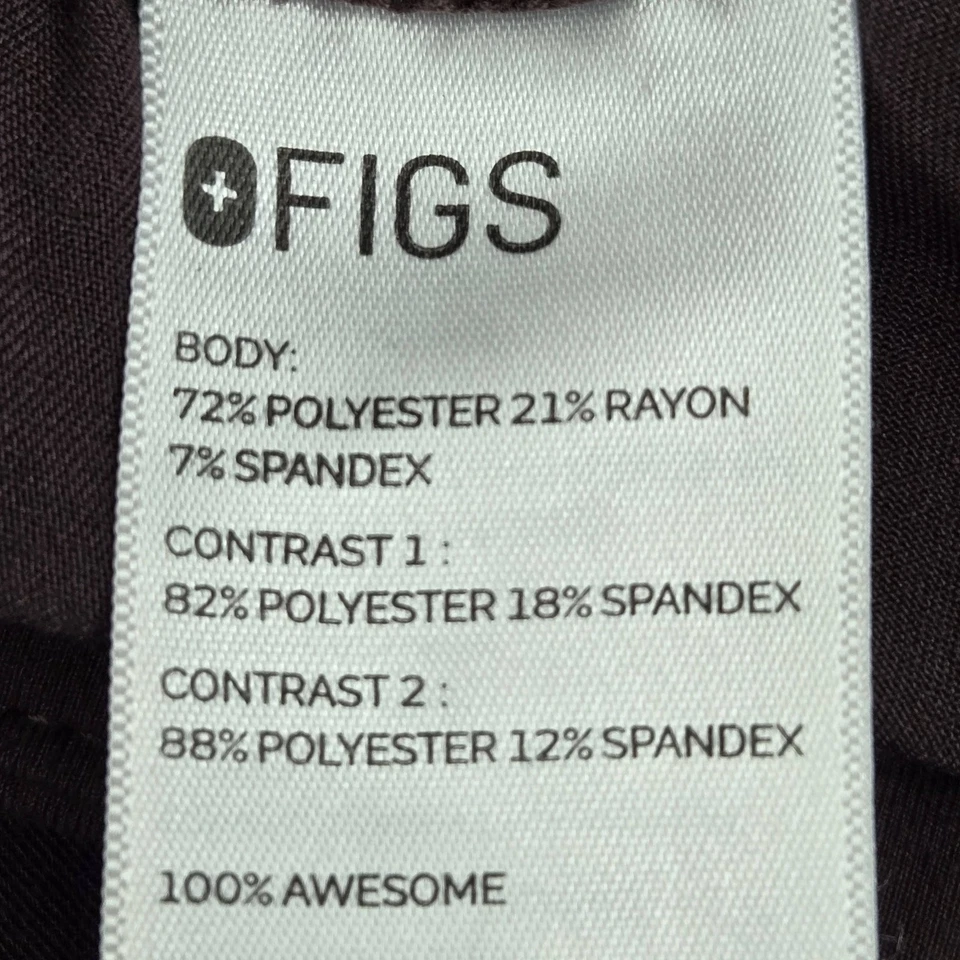 FIGS
BODY:
72% POLYESTER 21% RAYON
7% SPANDEX
CONTRAST 1 :
82% POLYESTER 18% SPANDEX
CONTRAST 2 :
88% POLYESTER 12% SPANDEX
100% AWESOME